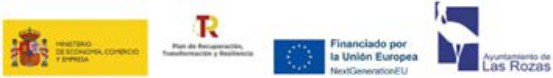 MINISTERIO
DE ECONOMÍA, COMERCIO
Y EMPRESA
Plan de Recuperación,
Transformación y Resiliencia
Financiado por
la Unión Europea
NextGenerationEU
Ayuntamiento de
Las Rozas